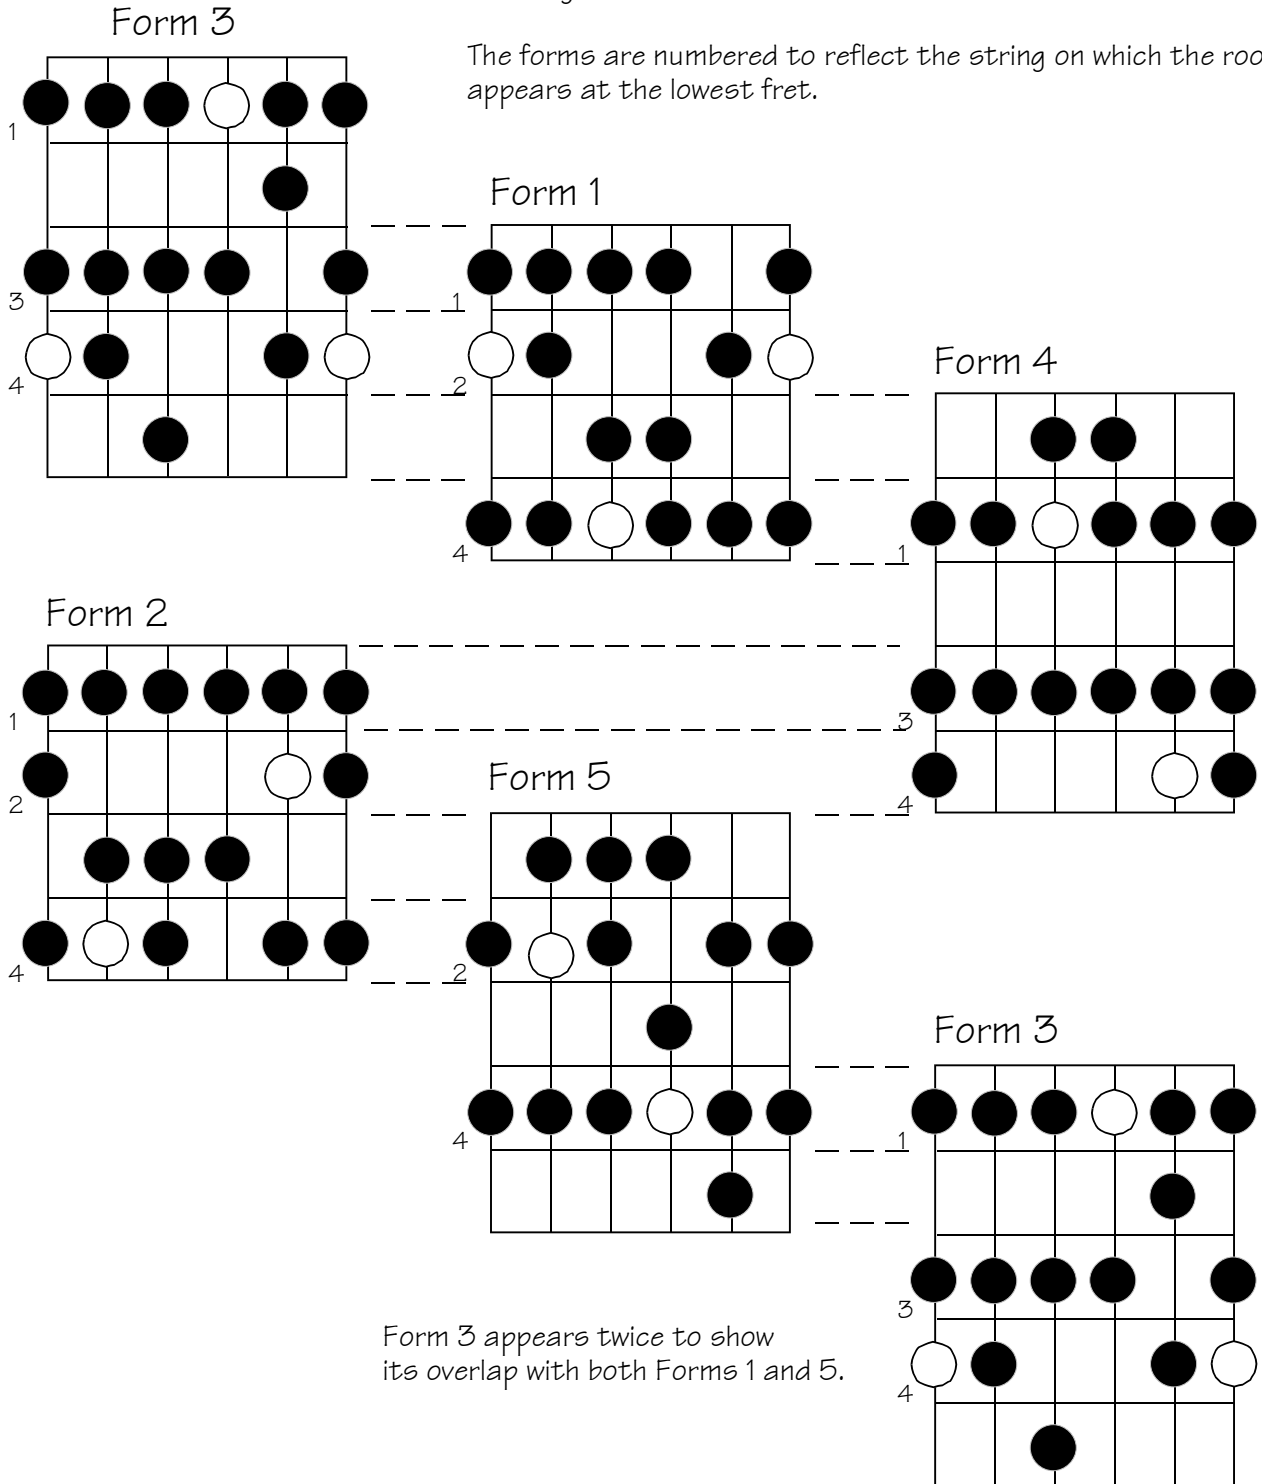 Form 3
The forms are numbered to reflect the string on which the roo
appears at the lowest fret.
1
3
4
Form 1
1
2
4
Form 4
1
3
4
Form 2
1
2
4
Form 5
2
4
Form 3
1
3
4
Form 3 appears twice to show
its overlap with both Forms 1 and 5.